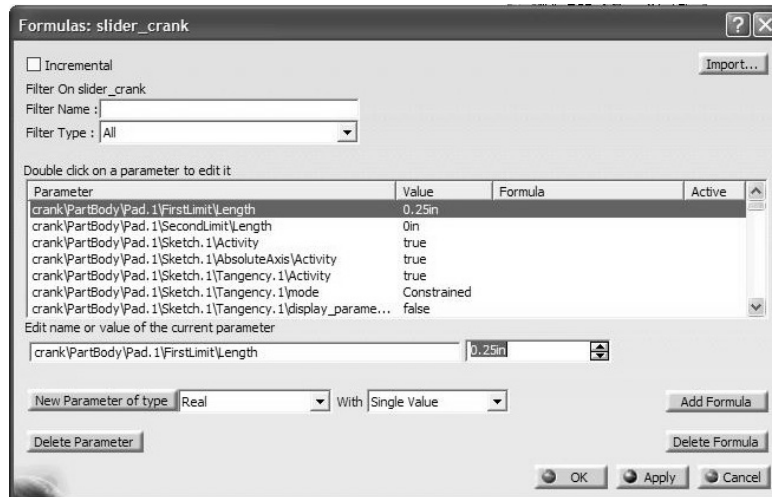 Formulas: slider_crank
Incremental
Import...
Filter On slider_crank
Filter Name :
Filter Type : All
Double click on a parameter to edit it
Parameter Value Formula Active
crank\PartBody\Pad.1\FirstLimit\Length 0.25in
crank\PartBody\Pad.1\SecondLimit\Length 0in
crank\PartBody\Pad.1\Sketch.1\Activity true
crank\PartBody\Pad.1\Sketch.1\AbsoluteAxis\Activity true
crank\PartBody\Pad.1\Sketch.1\Tangency.1\Activity true
crank\PartBody\Pad.1\Sketch.1\Tangency.1\mode Constrained
crank\PartBody\Pad.1\Sketch.1\Tangency.1\display_parame... false
Edit name or value of the current parameter
crank\PartBody\Pad.1\FirstLimit\Length 0.25in
New Parameter of type Real With Single Value Add Formula
Delete Parameter Delete Formula
OK Apply Cancel